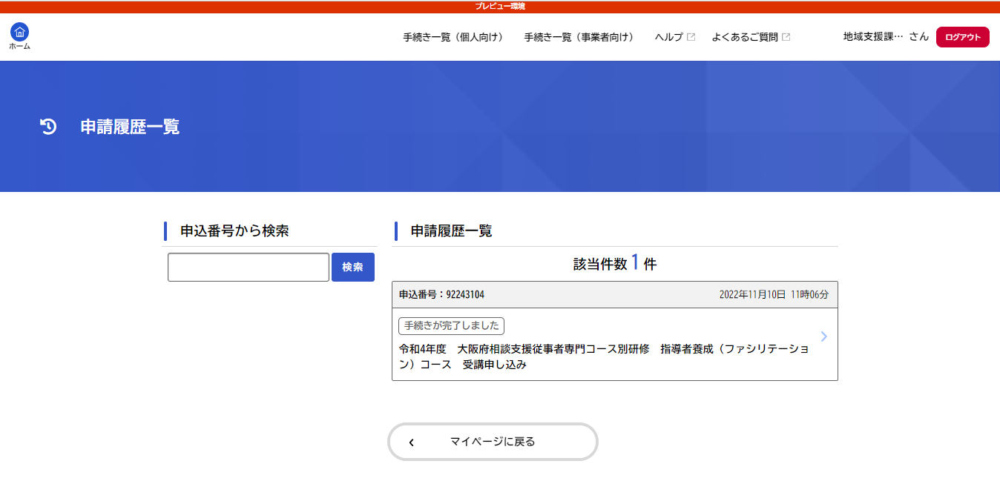 プレビュー環境
ホーム
手続き一覧（個人向け） 手続き一覧（事業者向け） ヘルプ よくあるご質問 地域支援課… さん ログアウト
申請履歴一覧
申込番号から検索
検索
申請履歴一覧
該当件数 1 件
申込番号：92243104 2022年11月10日 11時06分
手続きが完了しました
令和4年度　大阪府相談支援従事者専門コース別研修　指導者養成（ファシリテーショ
ン）コース　受講申し込み
マイページに戻る